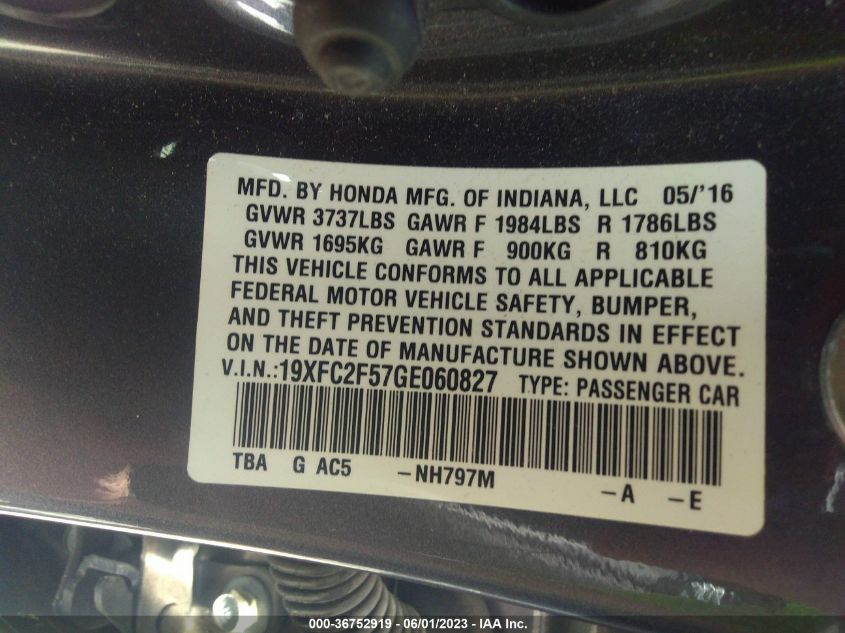 MFD. BY HONDA MFG. OF INDIANA, LLC 05/'16
GVWR 3737LBS GAWR F 1984LBS R 1786LBS
GVWR 1695KG GAWR F 900KG R 810KG
THIS VEHICLE CONFORMS TO ALL APPLICABLE
FEDERAL MOTOR VEHICLE SAFETY, BUMPER,
AND THEFT PREVENTION STANDARDS IN EFFECT
ON THE DATE OF MANUFACTURE SHOWN ABOVE.
V.I.N.:19XFC2F57GE060827 TYPE: PASSENGER CAR
TBA G AC5 -NH797M -A -E
000-36752919 - 06/01/2023 - IAA Inc.